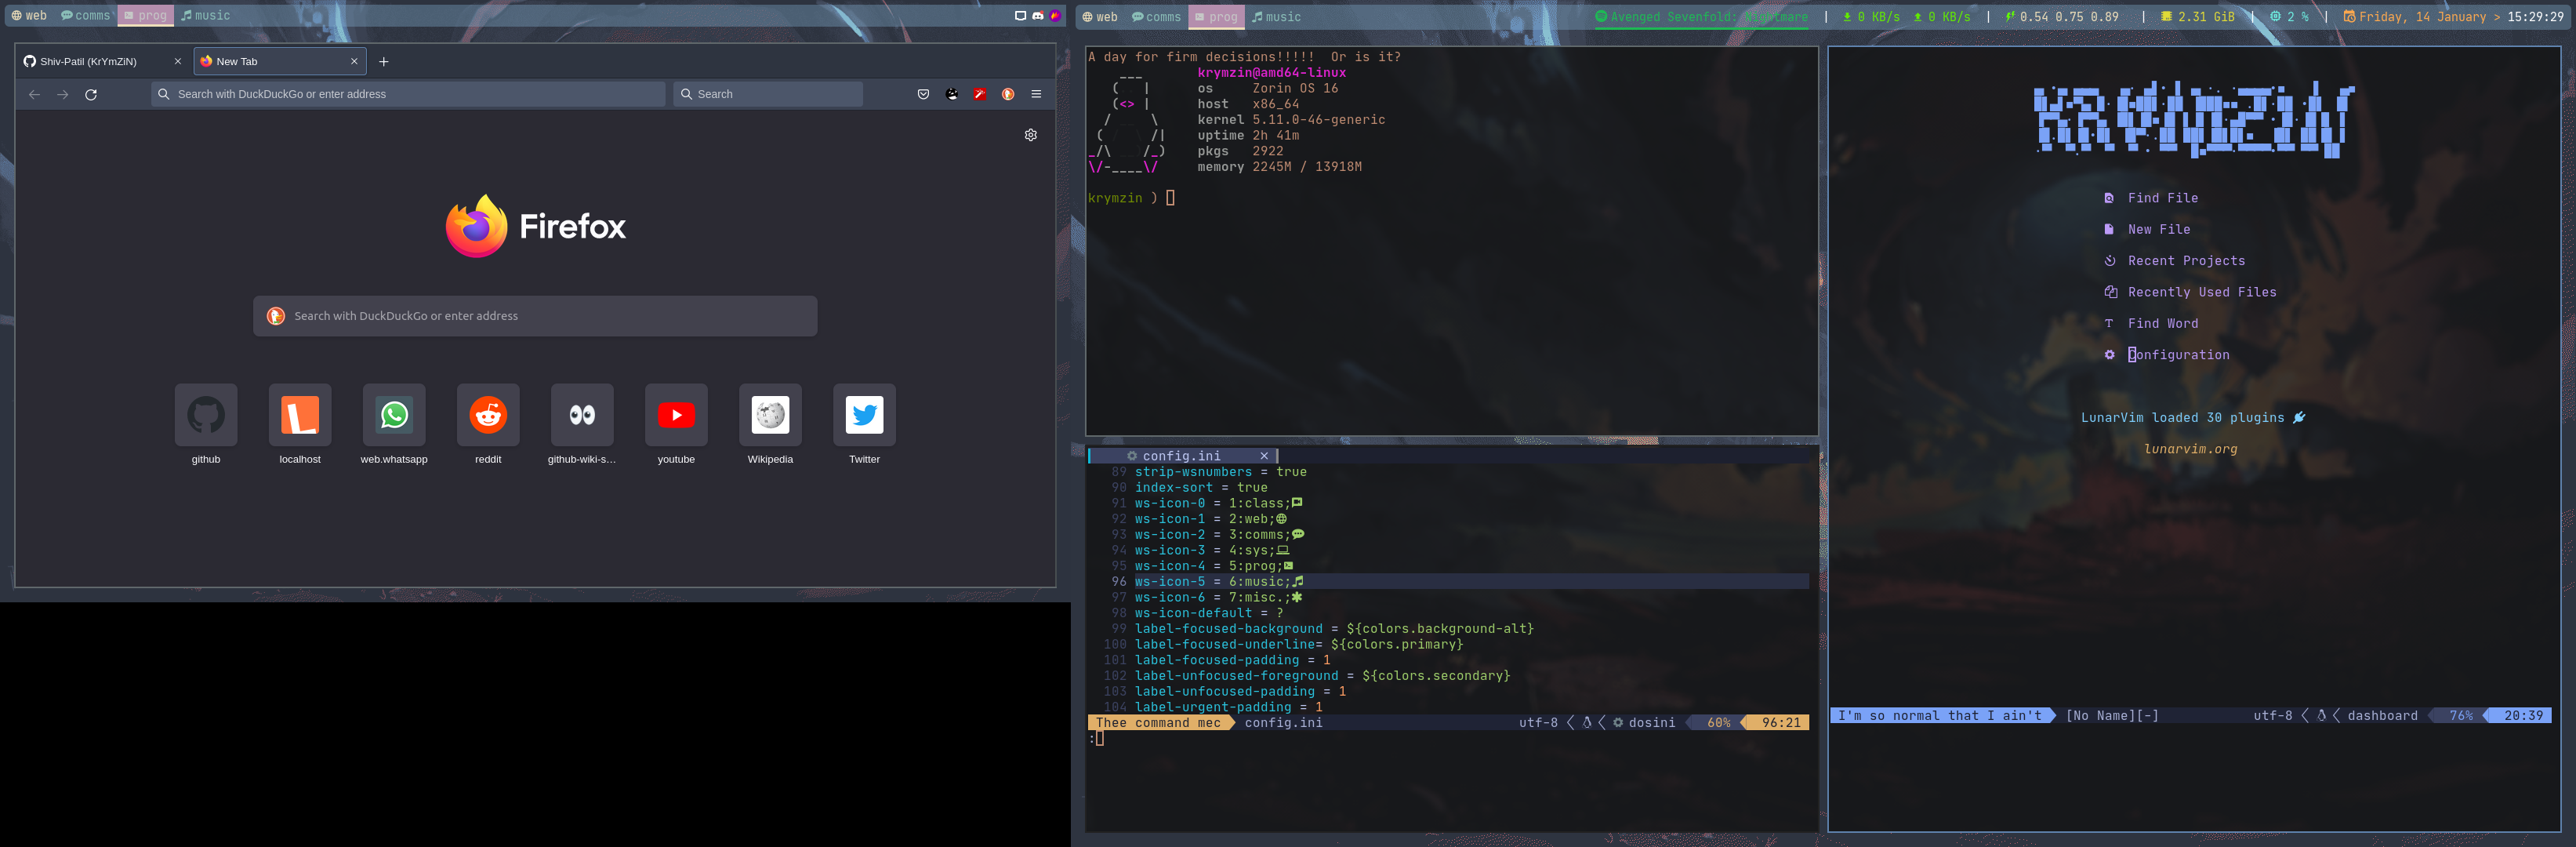 web comms prog music
Shiv-Patil (KrYmZiN)
New Tab
Search with DuckDuckGo or enter address
Search
Firefox
Search with DuckDuckGo or enter address
github localhost web.whatsapp reddit github-wiki-s... youtube Wikipedia Twitter
web comms prog music
Avenged Sevenfold: Nightmare | 0 KB/s 0 KB/s | 0.54 0.75 0.89 | 2.31 GiB | 2 % | Friday, 14 January > 15:29:29
A day for firm decisions!!!!!  Or is it?
krymzin@amd64-linux
os Zorin OS 16
host x86_64
kernel 5.11.0-46-generic
uptime 2h 41m
pkgs 2922
memory 2245M / 13918M
krymzin )
config.ini
89 strip-wsnumbers = true
90 index-sort = true
91 ws-icon-0 = 1:class;
92 ws-icon-1 = 2:web;
93 ws-icon-2 = 3:comms;
94 ws-icon-3 = 4:sys;
95 ws-icon-4 = 5:prog;
96 ws-icon-5 = 6:music;
97 ws-icon-6 = 7:misc.;
98 ws-icon-default = ?
99 label-focused-background = ${colors.background-alt}
100 label-focused-underline= ${colors.primary}
101 label-focused-padding = 1
102 label-unfocused-foreground = ${colors.secondary}
103 label-unfocused-padding = 1
104 label-urgent-padding = 1
Thee command mec config.ini utf-8 dosini 60% 96:21
:
KRYMZIN
Find File
New File
Recent Projects
Recently Used Files
Find Word
Configuration
LunarVim loaded 30 plugins
lunarvim.org
I'm so normal that I ain't [No Name][-] utf-8 dashboard 76% 20:39